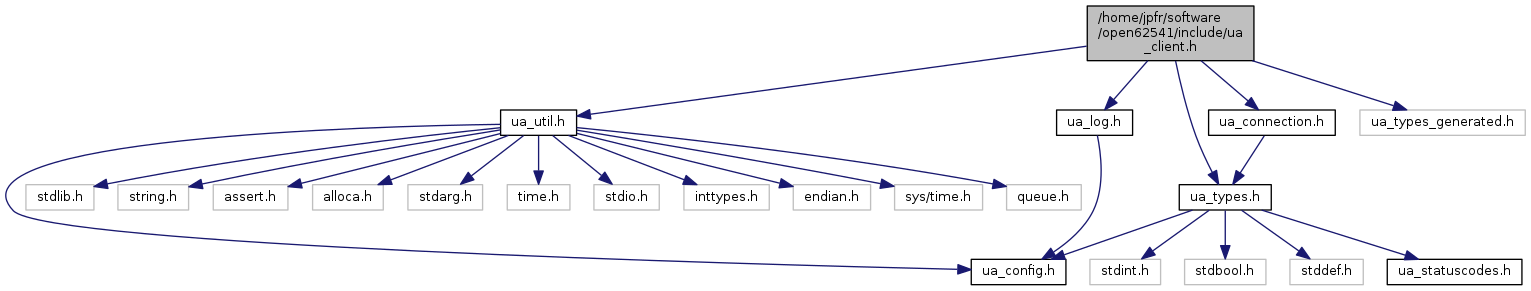 /home/jpfr/software
/open62541/include/ua
_client.h
ua_util.h
ua_log.h
ua_connection.h
ua_types_generated.h
stdlib.h
string.h
assert.h
alloca.h
stdarg.h
time.h
stdio.h
inttypes.h
endian.h
sys/time.h
queue.h
ua_types.h
ua_config.h
stdint.h
stdbool.h
stddef.h
ua_statuscodes.h